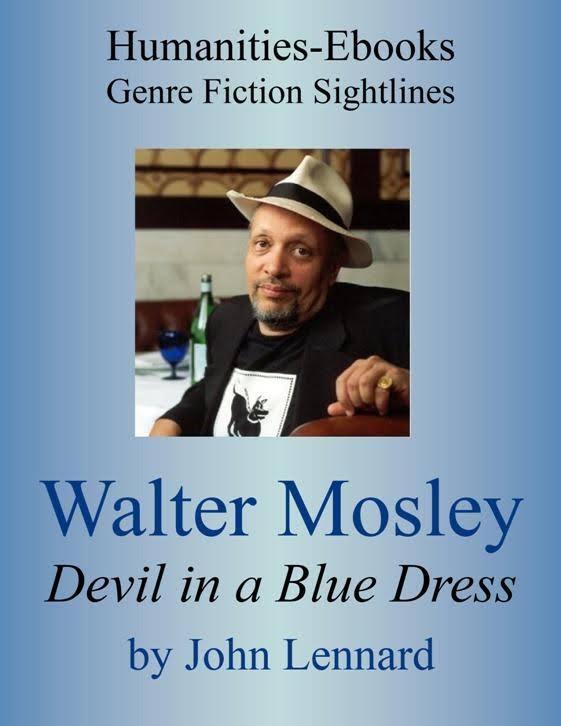 Humanities-Ebooks
Genre Fiction Sightlines
Walter Mosley
Devil in a Blue Dress
by John Lennard